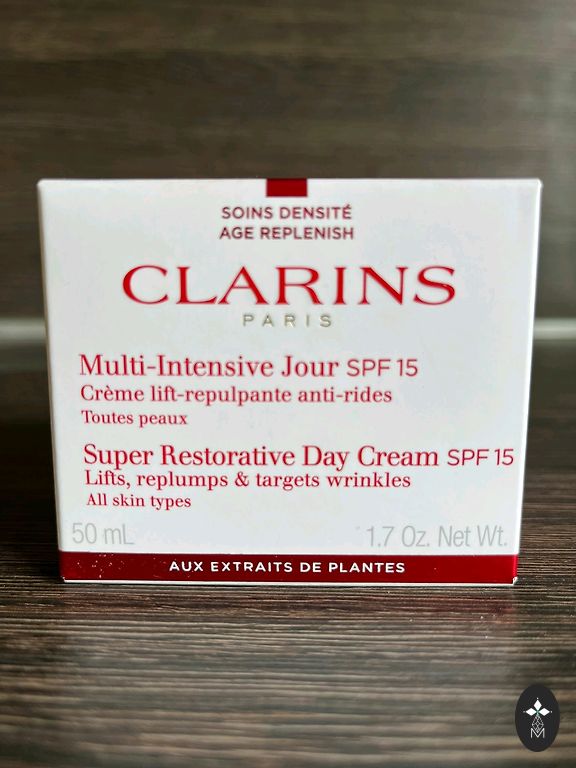 SOINS DENSITÉ
AGE REPLENISH
CLARINS
PARIS
Multi-Intensive Jour SPF 15
Crème lift-repulpante anti-rides
Toutes peaux
Super Restorative Day Cream SPF 15
Lifts, replumps & targets wrinkles
All skin types
50 mL 1.7 Oz. Net Wt.
AUX EXTRAITS DE PLANTES
M